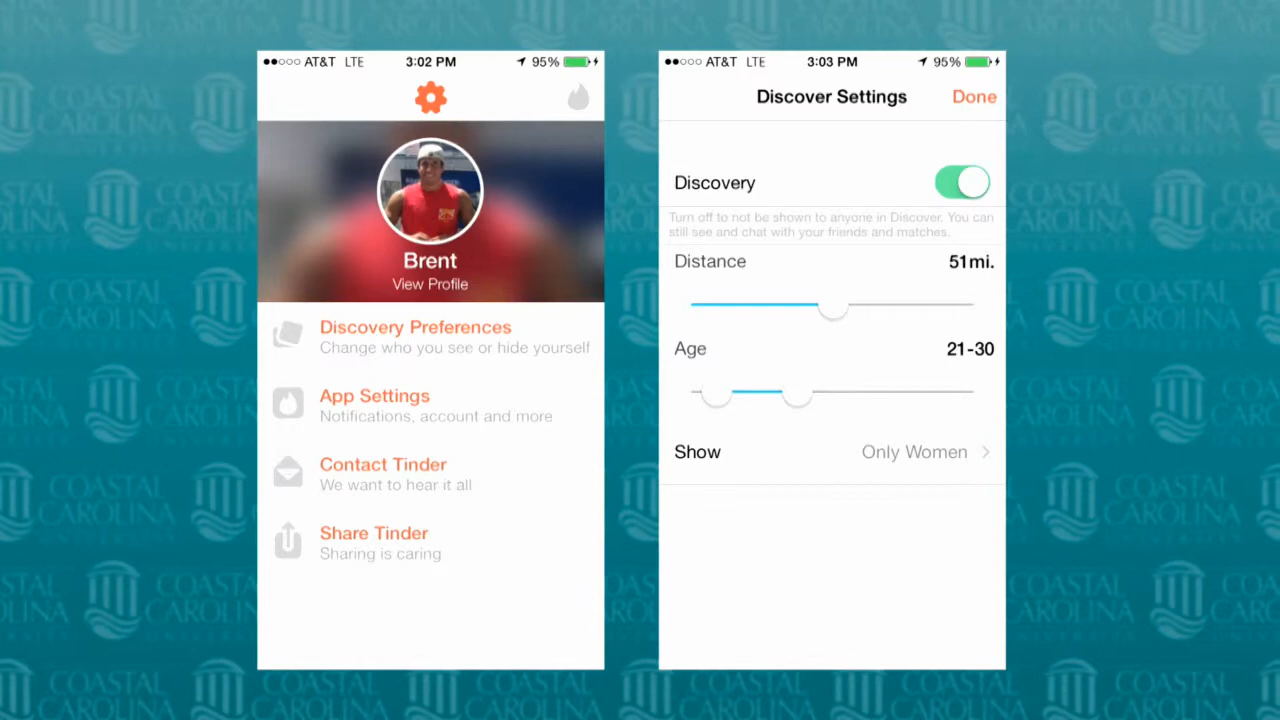 AT&T LTE 3:02 PM 95%
Brent
View Profile
Discovery Preferences
Change who you see or hide yourself
App Settings
Notifications, account and more
Contact Tinder
We want to hear it all
Share Tinder
Sharing is caring
AT&T LTE 3:03 PM 95%
Discover Settings Done
Discovery
Turn off to not be shown to anyone in Discover. You can
still see and chat with your friends and matches.
Distance 51mi.
Age 21-30
Show Only Women
COASTAL
CAROLINA